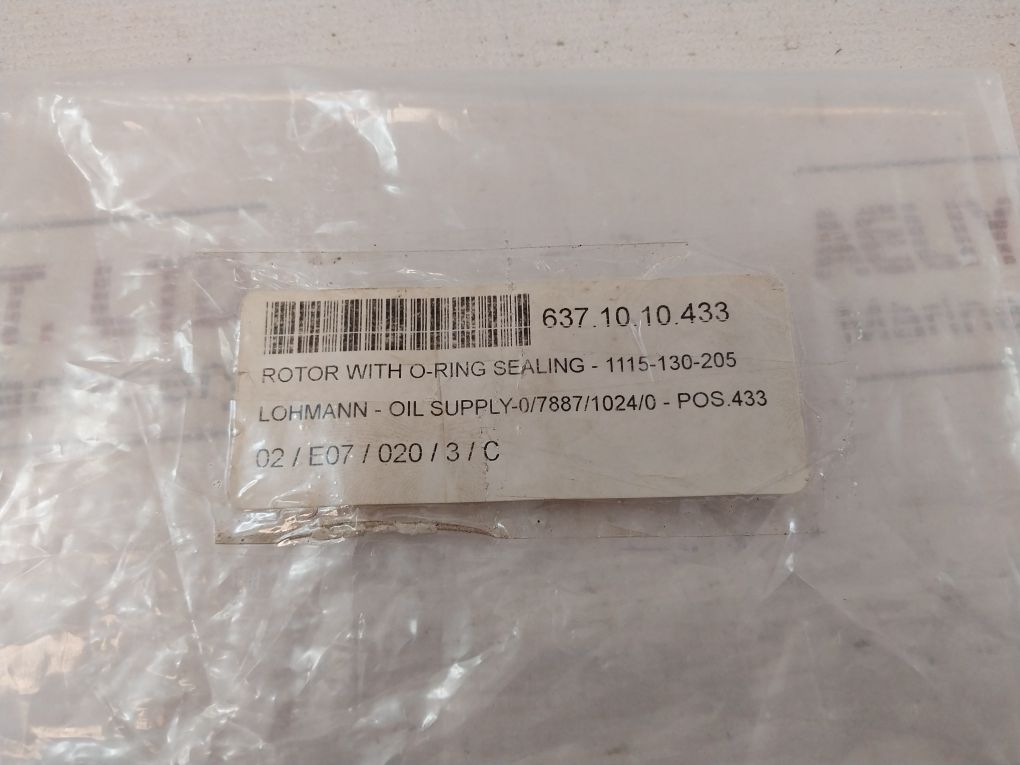 637.10.10.433
ROTOR WITH O-RING SEALING - 1115-130-205
LOHMANN - OIL SUPPLY-0/7887/1024/0 - POS.433
02 / E07 / 020 / 3 / C